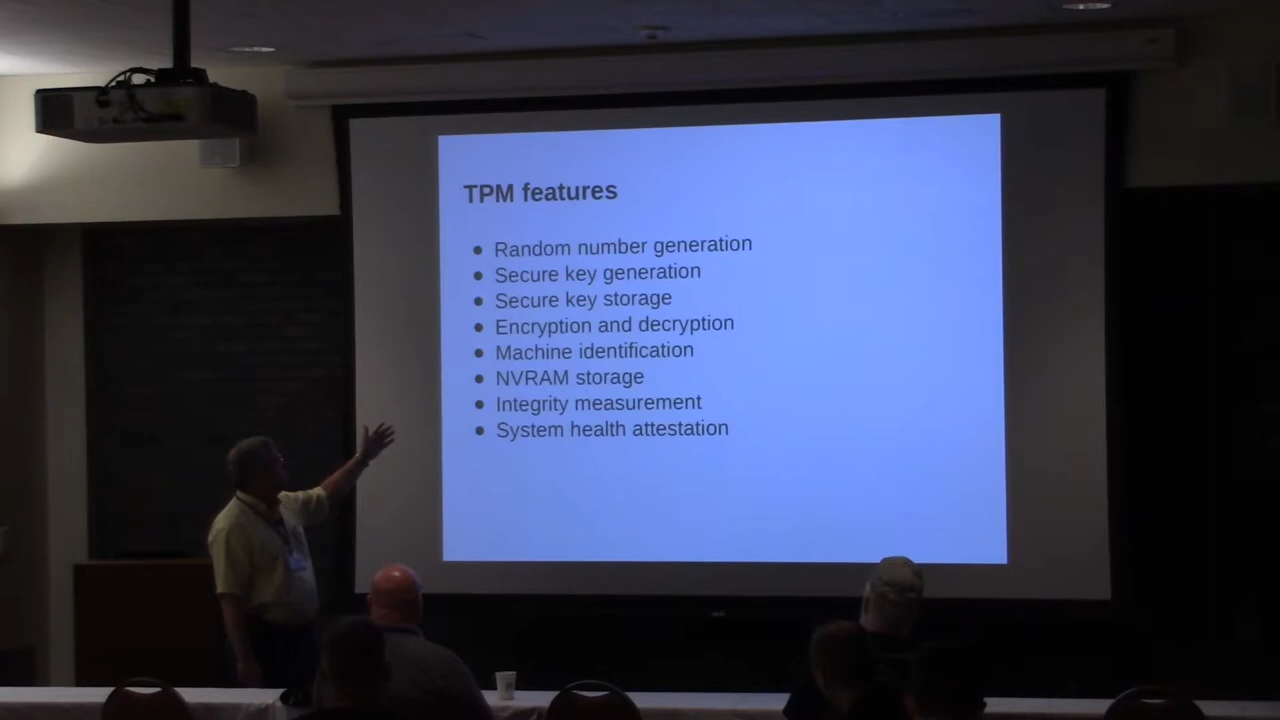 TPM features
● Random number generation
● Secure key generation
● Secure key storage
● Encryption and decryption
● Machine identification
● NVRAM storage
● Integrity measurement
● System health attestation